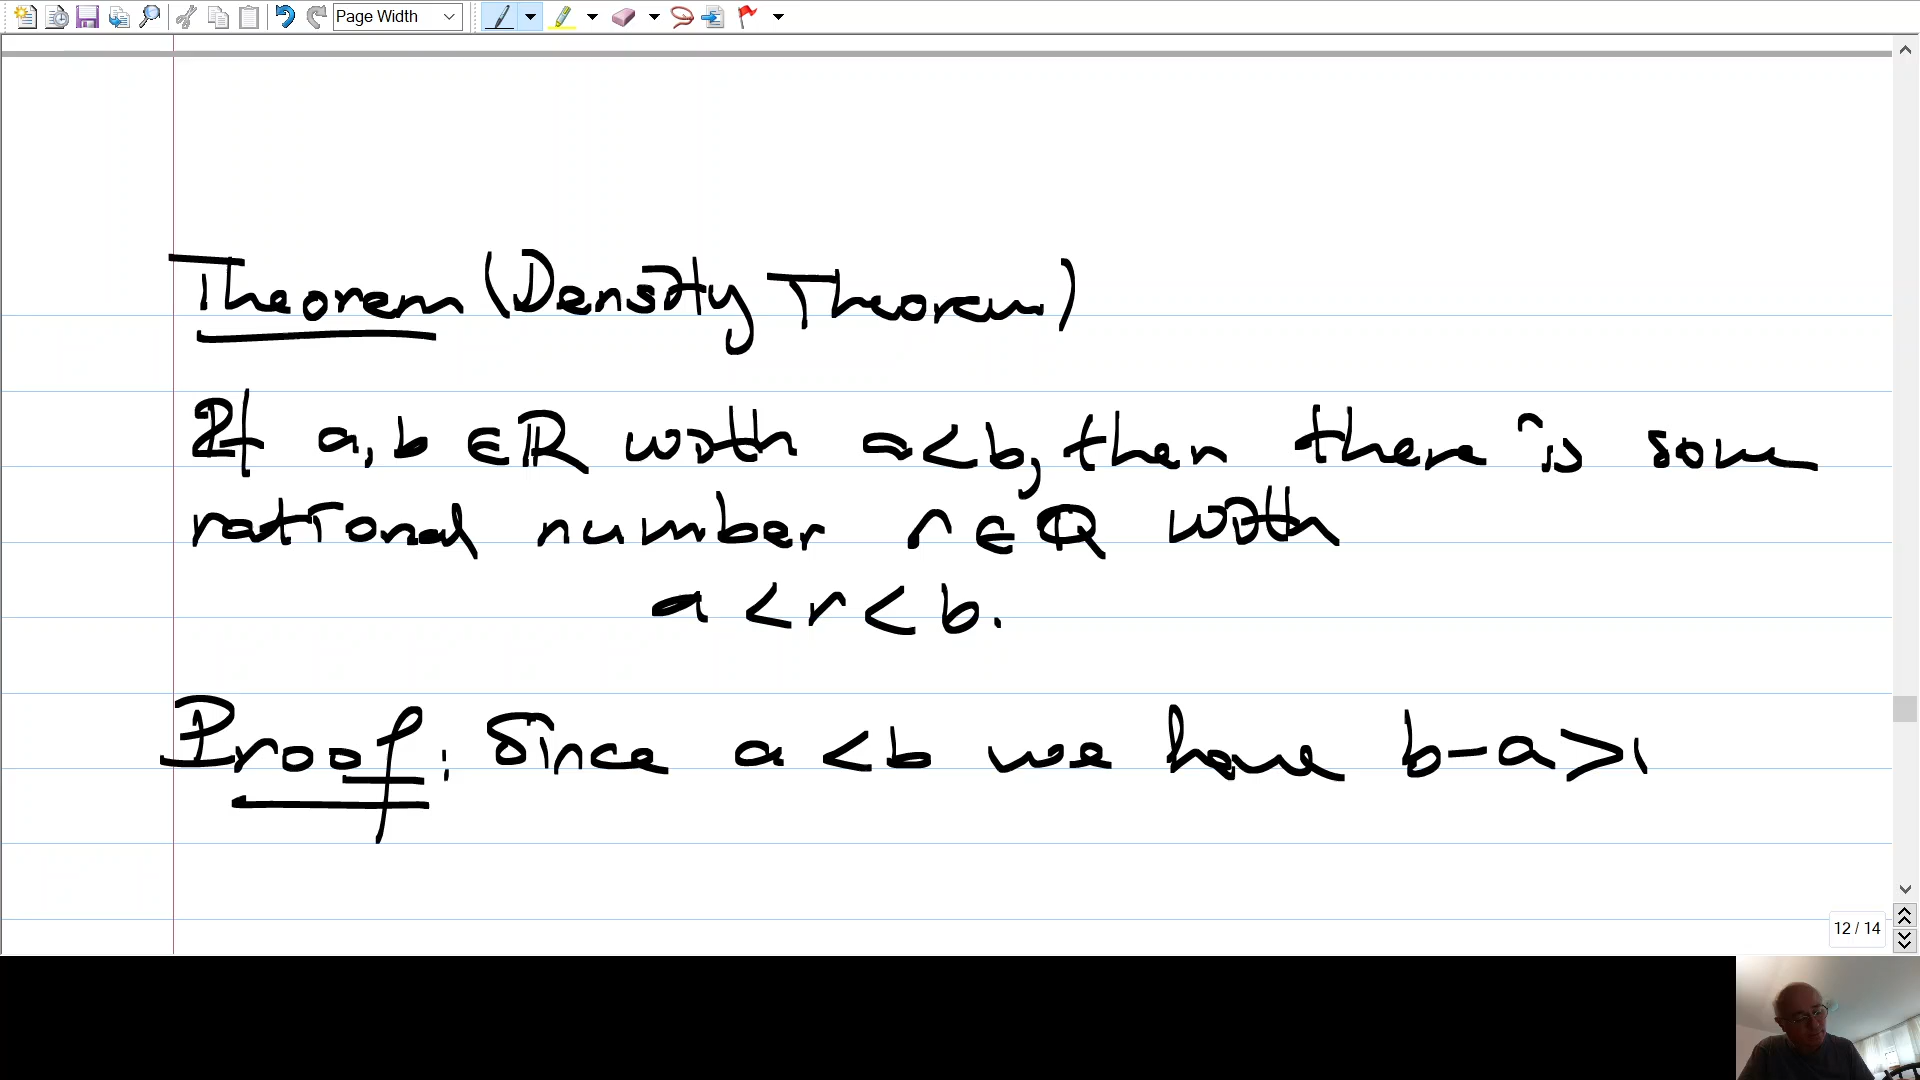 Page Width
Theorem (Density Theorem)
If a, b ∈ ℝ with a < b, then there is some
rational number r ∈ ℚ with
a < r < b.
Proof: Since a < b we have b - a >
12 / 14